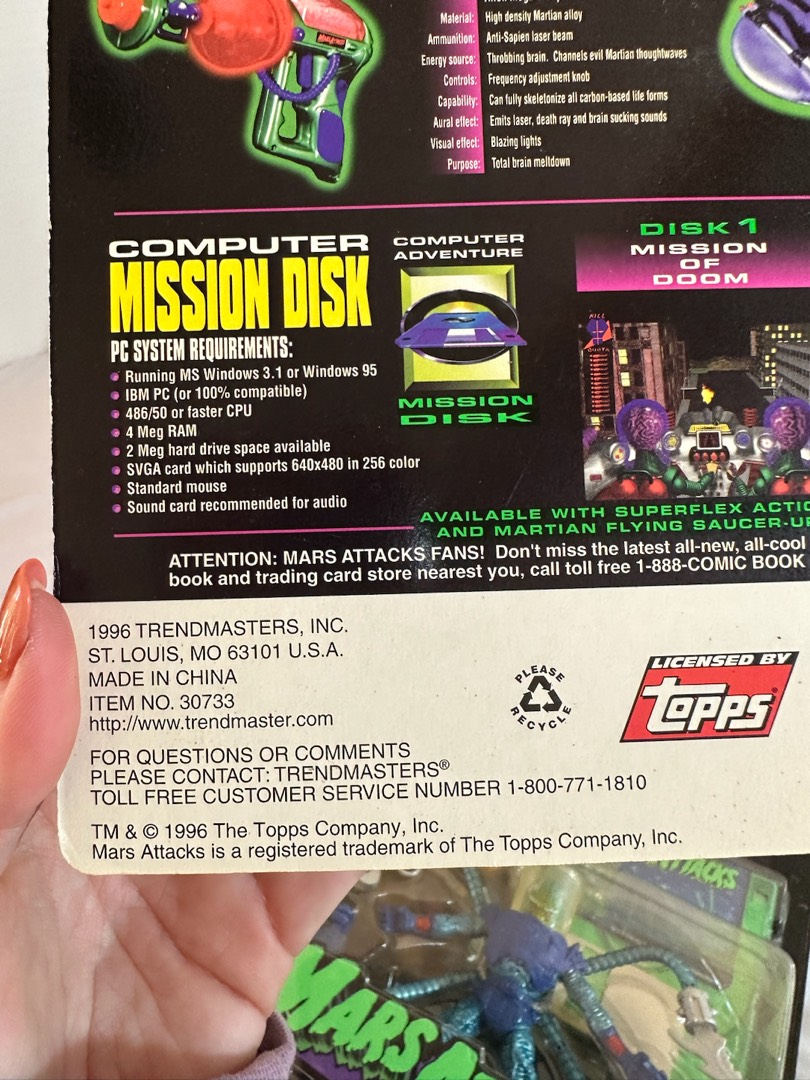 Material: High density Martian alloy
Ammunition: Anti-Sapien laser beam
Energy source: Throbbing brain. Channels evil Martian thoughtwaves
Controls: Frequency adjustment knob
Capability: Can fully skeletonize all carbon-based life forms
Aural effect: Emits laser, death ray and brain sucking sounds
Visual effect: Blazing lights
Purpose: Total brain meltdown
COMPUTER
MISSION DISK
PC SYSTEM REQUIREMENTS:
Running MS Windows 3.1 or Windows 95
IBM PC (or 100% compatible)
486/50 or faster CPU
4 Meg RAM
2 Meg hard drive space available
SVGA card which supports 640x480 in 256 color
Standard mouse
Sound card recommended for audio
COMPUTER
ADVENTURE
MISSION
DISK
DISK 1
MISSION
OF
DOOM
KILL
QUOTA
AVAILABLE WITH SUPERFLEX
AND MARTIAN FLYING
ATTENTION: MARS ATTACKS FANS! Don't miss the latest all-new, all-cool
book and trading card store nearest you, call toll free 1-888-COMIC BOOK
1996 TRENDMASTERS, INC.
ST. LOUIS, MO 63101 U.S.A.
MADE IN CHINA
ITEM NO. 30733
http://www.trendmaster.com
PLEASE
RECYCLE
LICENSED BY
TOPPS®
FOR QUESTIONS OR COMMENTS
PLEASE CONTACT: TRENDMASTERS®
TOLL FREE CUSTOMER SERVICE NUMBER 1-800-771-1810
TM & © 1996 The Topps Company, Inc.
Mars Attacks is a registered trademark of The Topps Company, Inc.
MARS